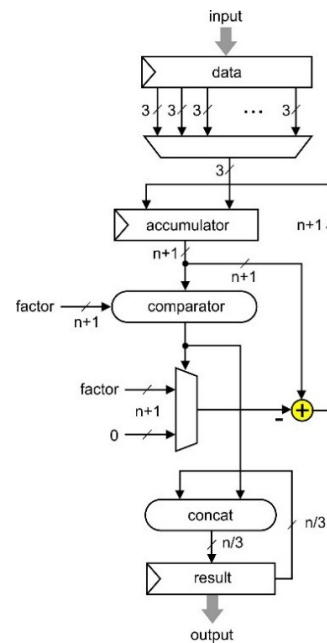 input
data
3 3 3 ... 3
3
accumulator
n+1
n+1
n+1
factor
n+1
comparator
factor
n+1
0
-
+
concat
n/3
n/3
result
output